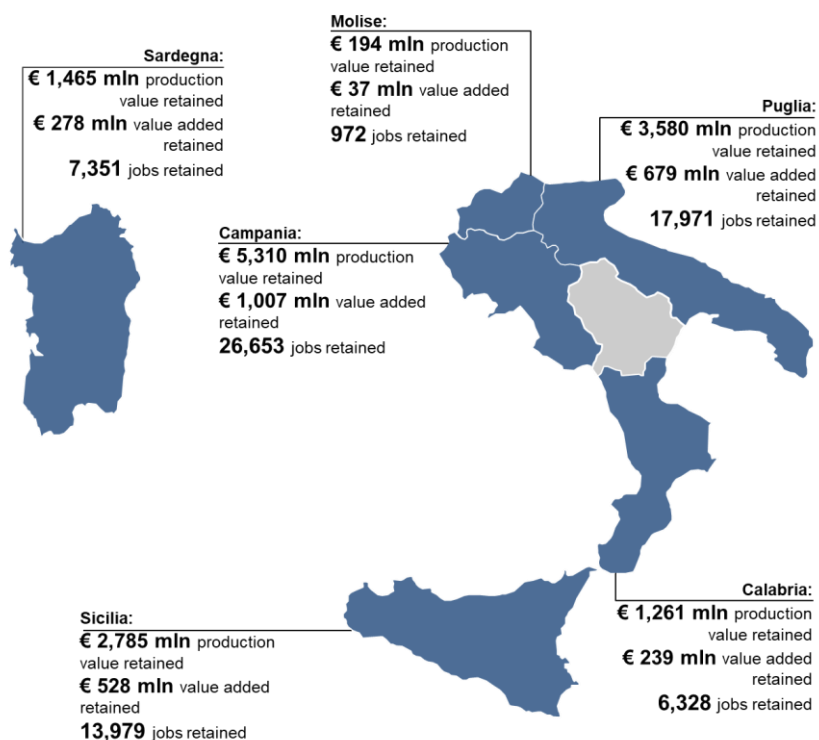 Molise:
€ 194 mln production
value retained
€ 37 mln value added
retained
972 jobs retained
Sardegna:
€ 1,465 mln production
value retained
€ 278 mln value added
retained
7,351 jobs retained
Puglia:
€ 3,580 mln production
value retained
€ 679 mln value added
retained
17,971 jobs retained
Campania:
€ 5,310 mln production
value retained
€ 1,007 mln value added
retained
26,653 jobs retained
Calabria:
€ 1,261 mln production
value retained
€ 239 mln value added
retained
6,328 jobs retained
Sicilia:
€ 2,785 mln production
value retained
€ 528 mln value added
retained
13,979 jobs retained